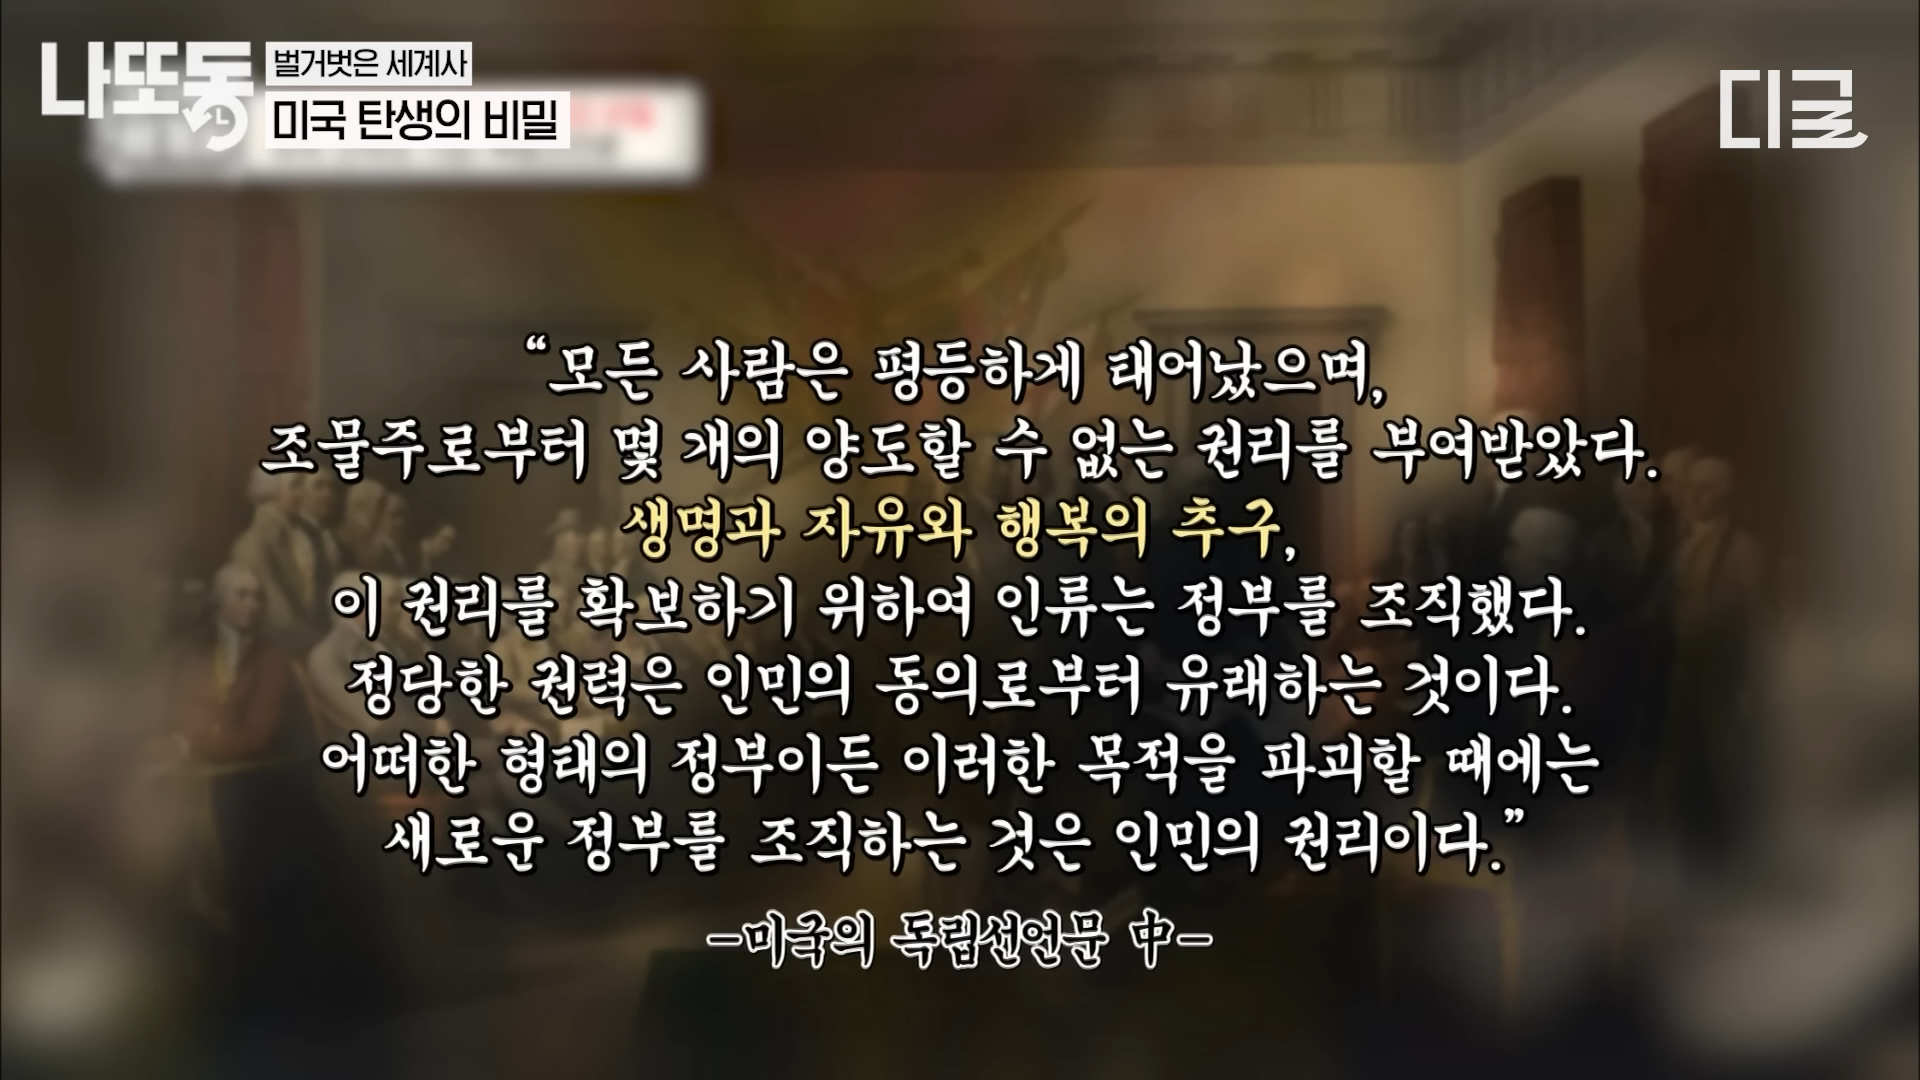 나또동
벌거벗은 세계사
미국 탄생의 비밀
디글
“모든 사람은 평등하게 태어났으며,
조물주로부터 몇 개의 양도할 수 없는 권리를 부여받았다.
생명과 자유와 행복의 추구,
이 권리를 확보하기 위하여 인류는 정부를 조직했다.
정당한 권력은 인민의 동의로부터 유래하는 것이다.
어떠한 형태의 정부이든 이러한 목적을 파괴할 때에는
새로운 정부를 조직하는 것은 인민의 권리이다.”
-미국의 독립선언문 中-